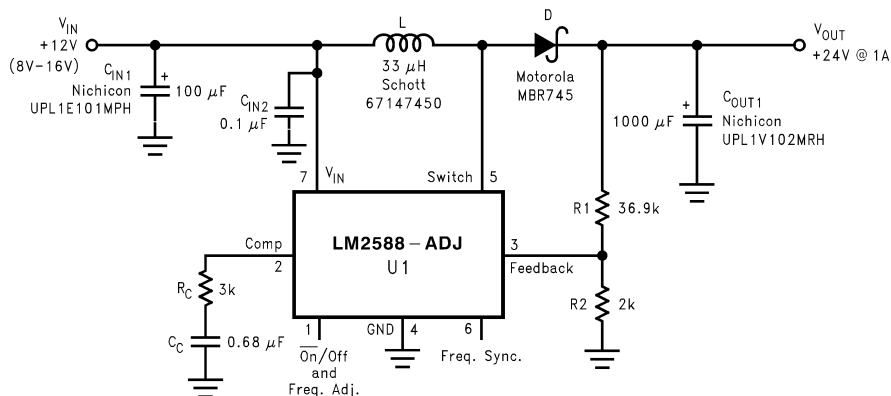 V_IN
+12V
(8V-16V)
C_IN1
Nichicon
UPL1E101MPH
+
100 μF
C_IN2
0.1 μF
L
33 μH
Schott
67147450
D
Motorola
MBR745
V_OUT
+24V @ 1A
+
1000 μF
C_OUT1
Nichicon
UPL1V102MRH
7
V_IN
Switch
5
R1
36.9k
LM2588-ADJ
U1
Comp
2
3
Feedback
R_C
3k
C_C
0.68 μF
R2
2k
1
GND
4
6
O̅n̅/Off
and
Freq. Adj.
Freq. Sync.